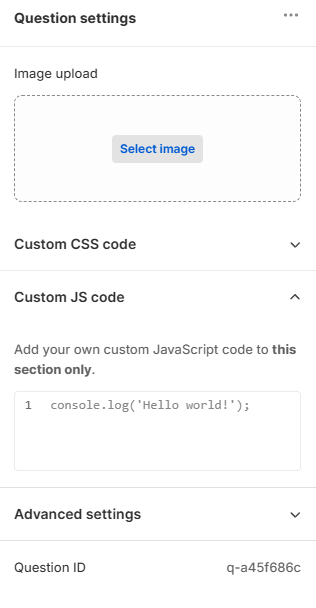 Question settings
Image upload
Select image
Custom CSS code
Custom JS code
Add your own custom JavaScript code to this
section only.
1 console.log('Hello world!');
Advanced settings
Question ID q-a45f686c